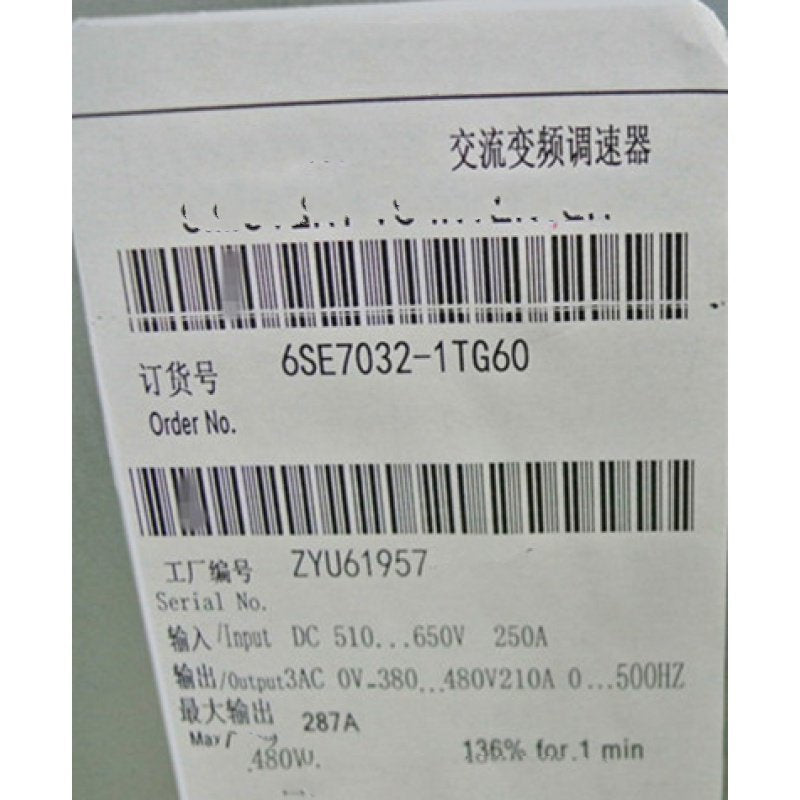 交流变频调速器
订货号 6SE7032-1TG60
Order No.
工厂编号 ZYU61957
Serial No.
输入/Input DC 510...650V 250A
输出/Output3AC 0V-380...480V210A 0...500HZ
最大输出 287A
Max
480W. 136% for 1 min